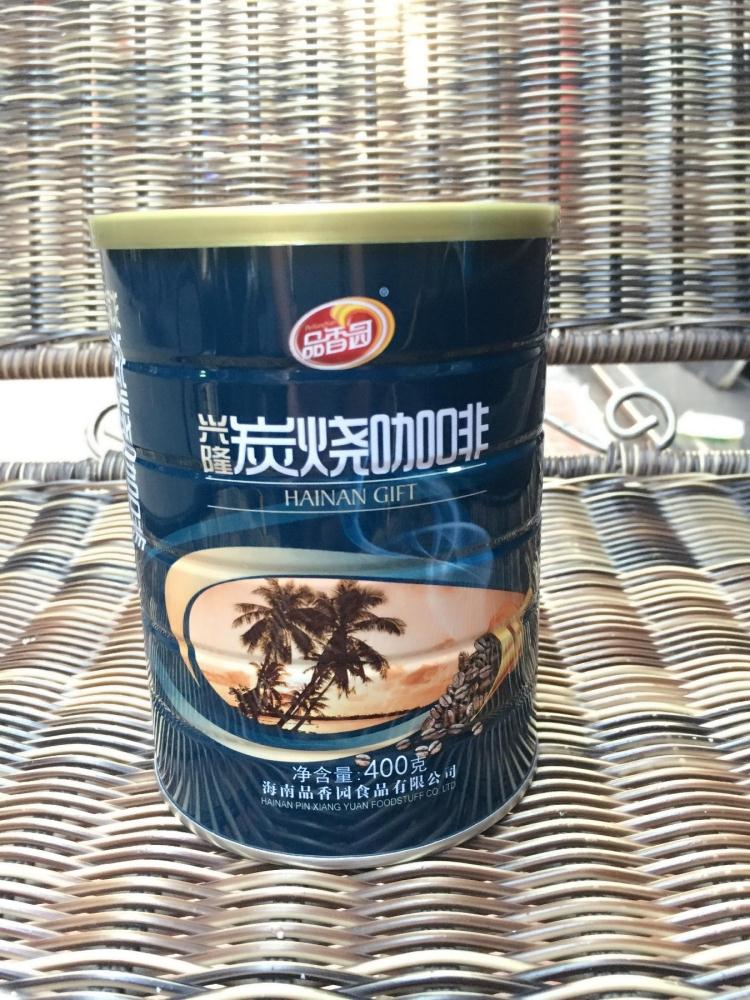 品香园
®
兴隆炭烧咖啡
HAINAN GIFT
净含量:400克
海南品香园食品有限公司
HAINAN PIN XIANG YUAN FOODSTUFF CO. LTD